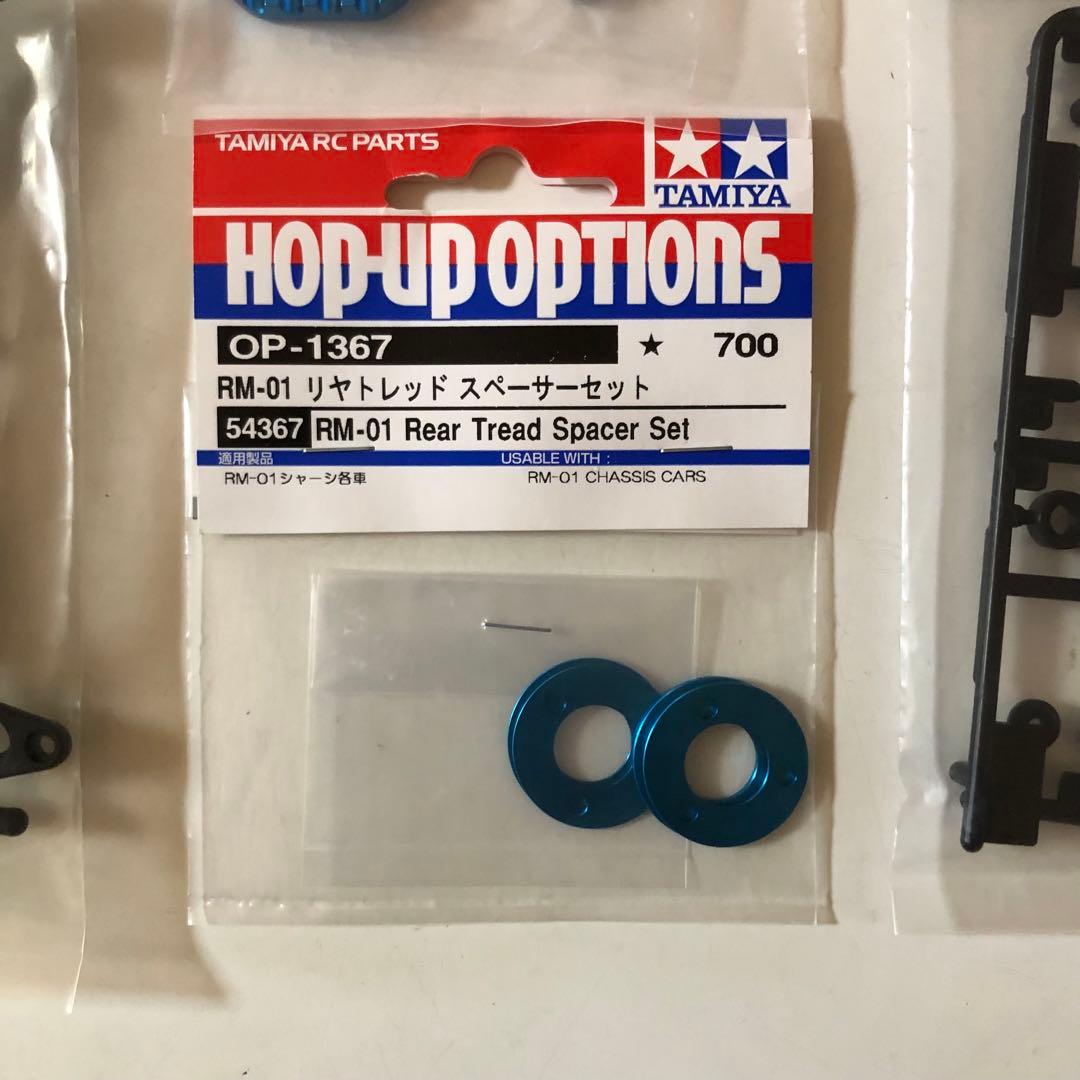 TAMIYA RC PARTS
TAMIYA
HOP-UP OPTIONS
OP-1367 ★ 700
RM-01 リヤトレッド スペーサーセット
54367 RM-01 Rear Tread Spacer Set
適用製品 USABLE WITH :
RM-01シャーシ各車 RM-01 CHASSIS CARS